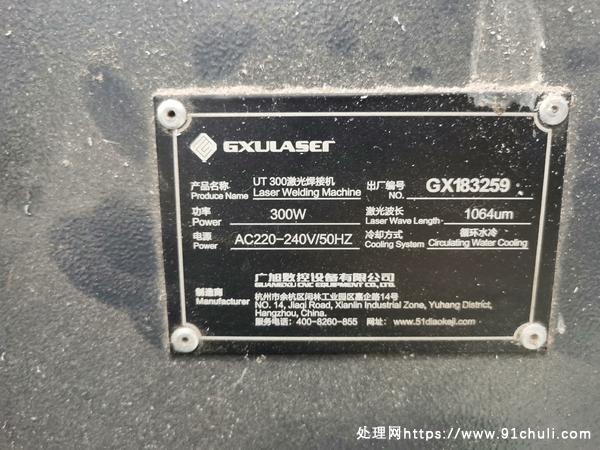 GXULASER
产品名称 UT 300激光焊接机 出厂编号 GX183259
Produce Name Laser Welding Machine NO.
功率 300W 激光波长 1064um
Power Laser Wave Length
电源 AC220-240V/50HZ 冷却方式 循环水冷
Power Cooling System Circulating Water Cooling
广旭数控设备有限公司
GUANGXU CNC EQUIPMENT CO.,LTD.
制造商 杭州市余杭区闲林工业园区嘉企路14号
Manufacturer NO. 14, Jiaqi Road, Xianlin Industrial Zone, Yuhang District,
Hangzhou, China.
服务电话：400-8260-855 网址：www.51diaokeji.com
处理网https://www.91chuli.com/